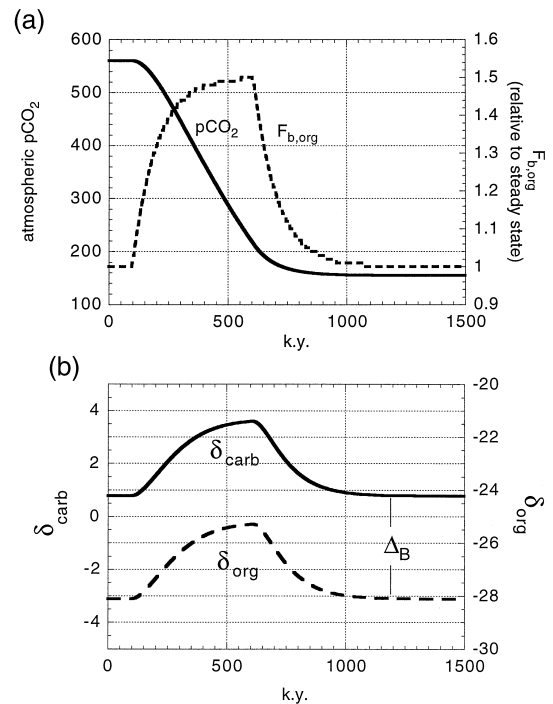 (a)
atmospheric pCO2
600
500
400
300
200
100
1.6
1.5
1.4
1.3
1.2
1.1
1
0.9
Fb,org
(relative to steady state)
pCO2
Fb,org
0
500
1000
1500
k.y.
(b)
δcarb
4
2
0
-2
-4
-20
-22
-24
-26
-28
-30
δorg
δcarb
δorg
ΔB
0
500
1000
1500
k.y.